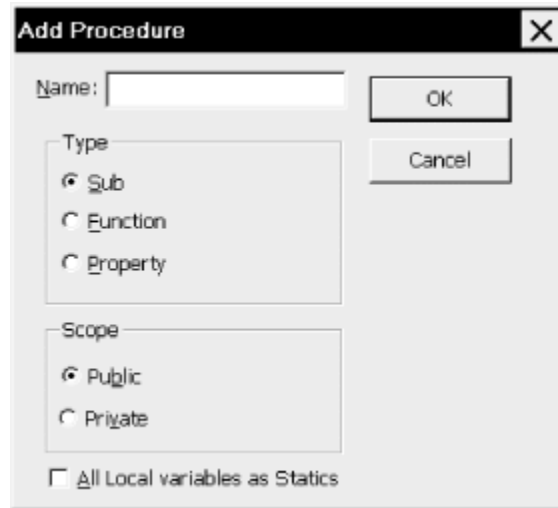 Add Procedure
Name:
OK
Cancel
Type
Sub
Function
Property
Scope
Public
Private
All Local variables as Statics